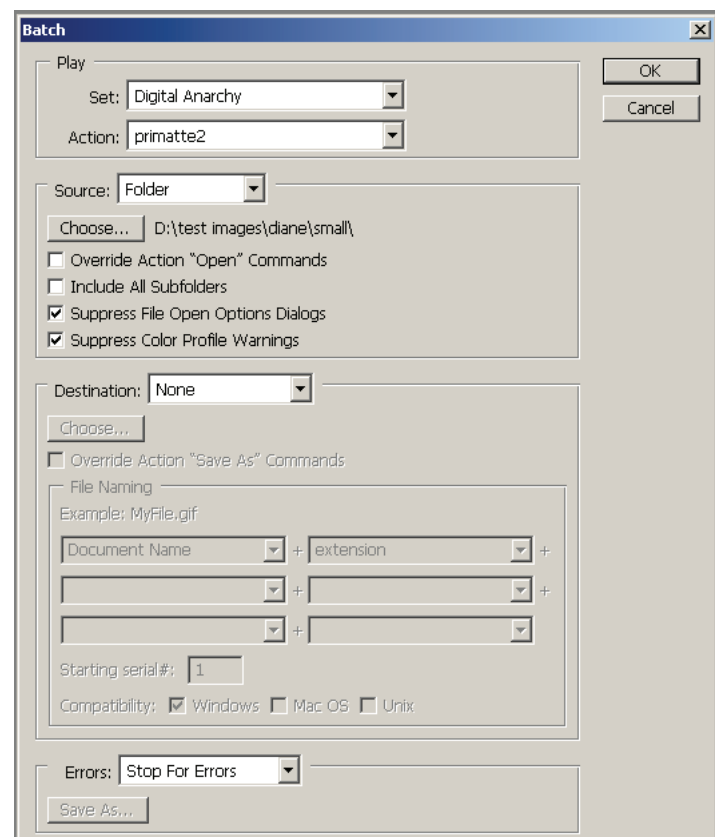 Batch
Play
OK
Set: Digital Anarchy
Cancel
Action: primatte2
Source: Folder
Choose... D:\test images\diane\small\
Override Action "Open" Commands
Include All Subfolders
Suppress File Open Options Dialogs
Suppress Color Profile Warnings
Destination: None
Choose...
Override Action "Save As" Commands
File Naming
Example: MyFile.gif
Document Name + extension +
+ +
+
Starting serial#: 1
Compatibility: Windows Mac OS Unix
Errors: Stop For Errors
Save As...